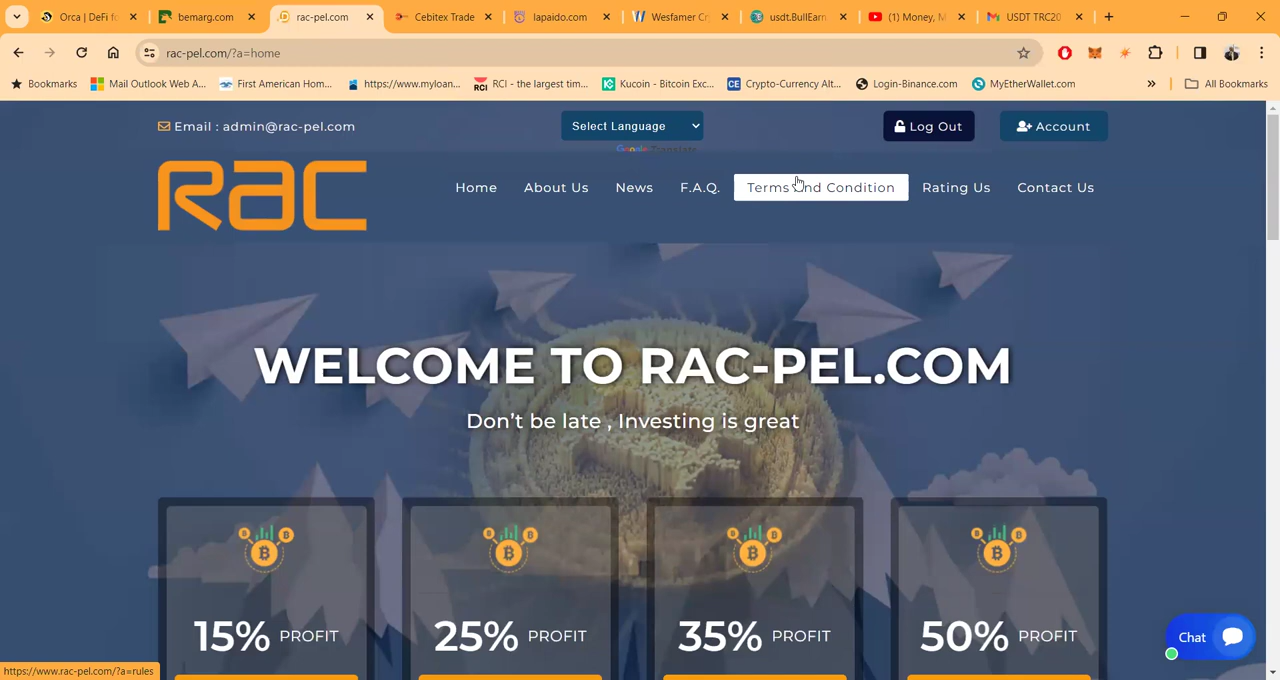 Orca | DeFi fo
bemarg.com
rac-pel.com
Cebitex Trade
lapaido.com
Wesfamer Cr
usdt.BullEarn
(1) Money, M
USDT TRC20
rac-pel.com/?a=home
Bookmarks
Mail Outlook Web A...
First American Hom...
https://www.myloan...
RCI - the largest tim...
Kucoin - Bitcoin Exc...
Crypto-Currency Alt...
Login-Binance.com
MyEtherWallet.com
»
All Bookmarks
Email : admin@rac-pel.com
Select Language
Google Translate
Log Out
Account
RAC
Home
About Us
News
F.A.Q.
Terms and Condition
Rating Us
Contact Us
WELCOME TO RAC-PEL.COM
Don't be late , Investing is great
15% PROFIT
25% PROFIT
35% PROFIT
50% PROFIT
Chat
https://www.rac-pel.com/?a=rules